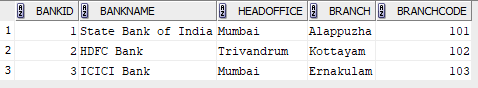 BANKID BANKNAME HEADOFFICE BRANCH BRANCHCODE
1 1 State Bank of India Mumbai Alappuzha 101
2 2 HDFC Bank Trivandrum Kottayam 102
3 3 ICICI Bank Mumbai Ernakulam 103